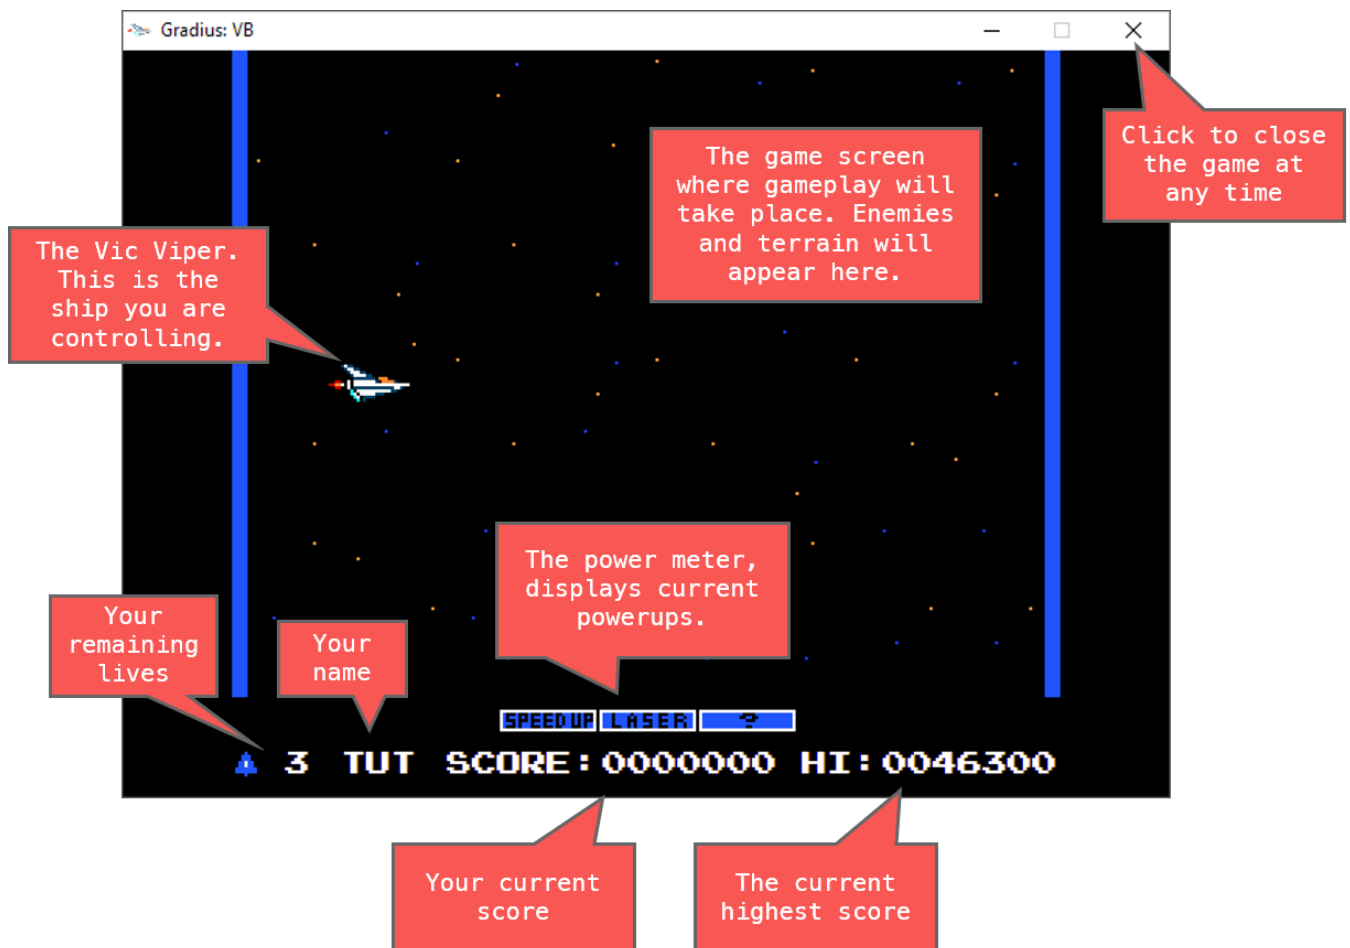 Gradius: VB
Click to close
the game at
any time
The game screen
where gameplay will
take place. Enemies
and terrain will
appear here.
The Vic Viper.
This is the
ship you are
controlling.
The power meter,
displays current
powerups.
Your
remaining
lives
Your
name
SPEED UP LASER ?
3 TUT SCORE:0000000 HI:0046300
Your current
score
The current
highest score